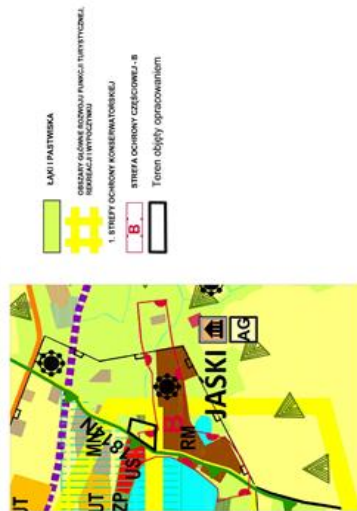 ŁĄKI I PASTWISKA
OBSZARY GŁÓWNE ROZWOJU FUNKCJI TURYSTYCZNEJ,
REKREACJI I WYPOCZYNKU
1. STREFY OCHRONY KONSERWATORSKIEJ
B
STREFA OCHRONY CZĘŚCIOWEJ - B
Teren objęty opracowaniem
UT
MN
1814N
UT
ZP
US
B
RM
JAŚKI
AG